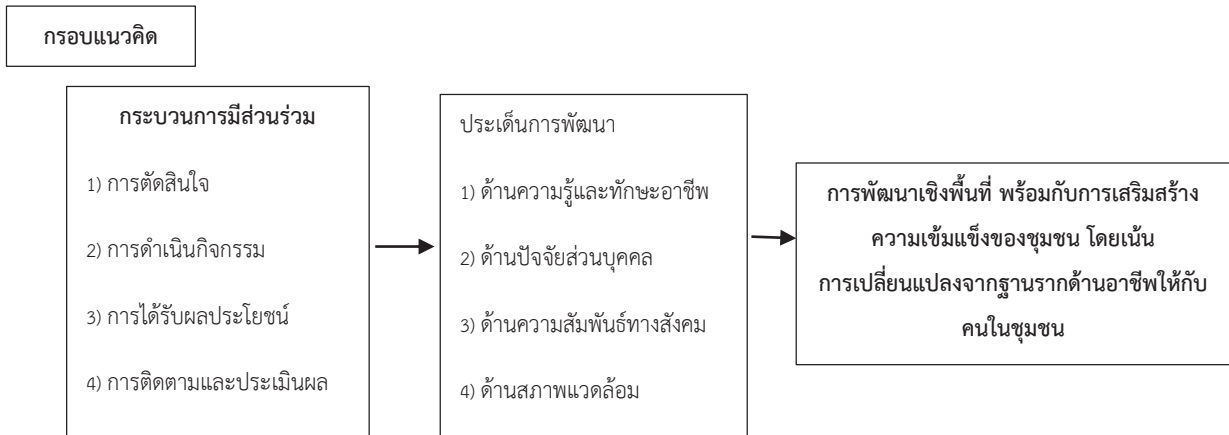 กรอบแนวคิด
กระบวนการมีส่วนร่วม
1) การตัดสินใจ
2) การดำเนินกิจกรรม
3) การได้รับผลประโยชน์
4) การติดตามและประเมินผล
ประเด็นการพัฒนา
1) ด้านความรู้และทักษะอาชีพ
2) ด้านปัจจัยส่วนบุคคล
3) ด้านความสัมพันธ์ทางสังคม
4) ด้านสภาพแวดล้อม
การพัฒนาเชิงพื้นที่ พร้อมกับการเสริมสร้าง
ความเข้มแข็งของชุมชน โดยเน้น
การเปลี่ยนแปลงจากฐานรากด้านอาชีพให้กับ
คนในชุมชน